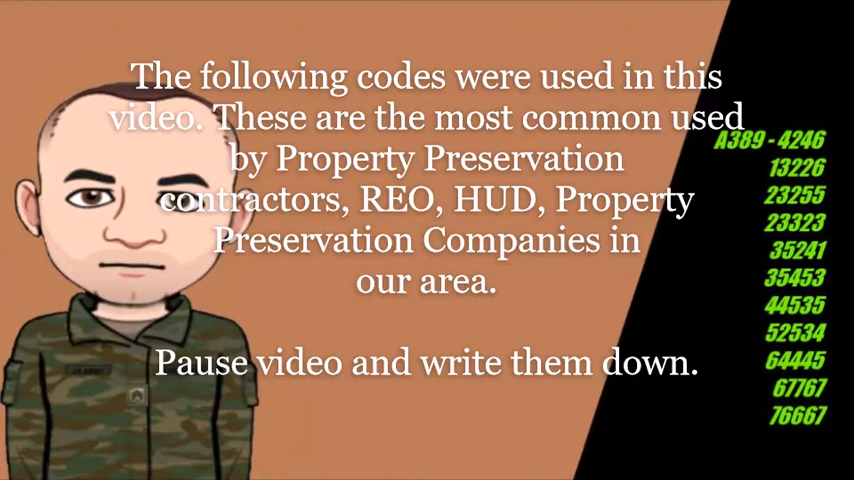 The following codes were used in this
video. These are the most common used
by Property Preservation
contractors, REO, HUD, Property
Preservation Companies in
our area.
Pause video and write them down.
A389 - 4246
13226
23255
23323
35241
35453
44535
52534
64445
67767
76667